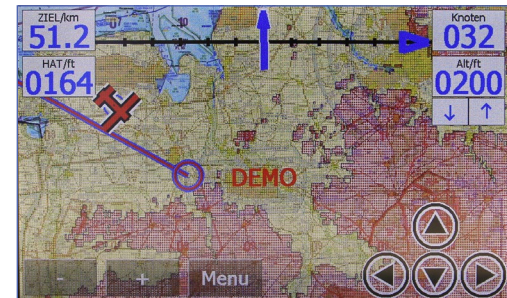 ZIEL/km
51.2
HAT/ft
0164
Knoten
032
Alt/ft
0200
↓ ↑
DEMO
- + Menu